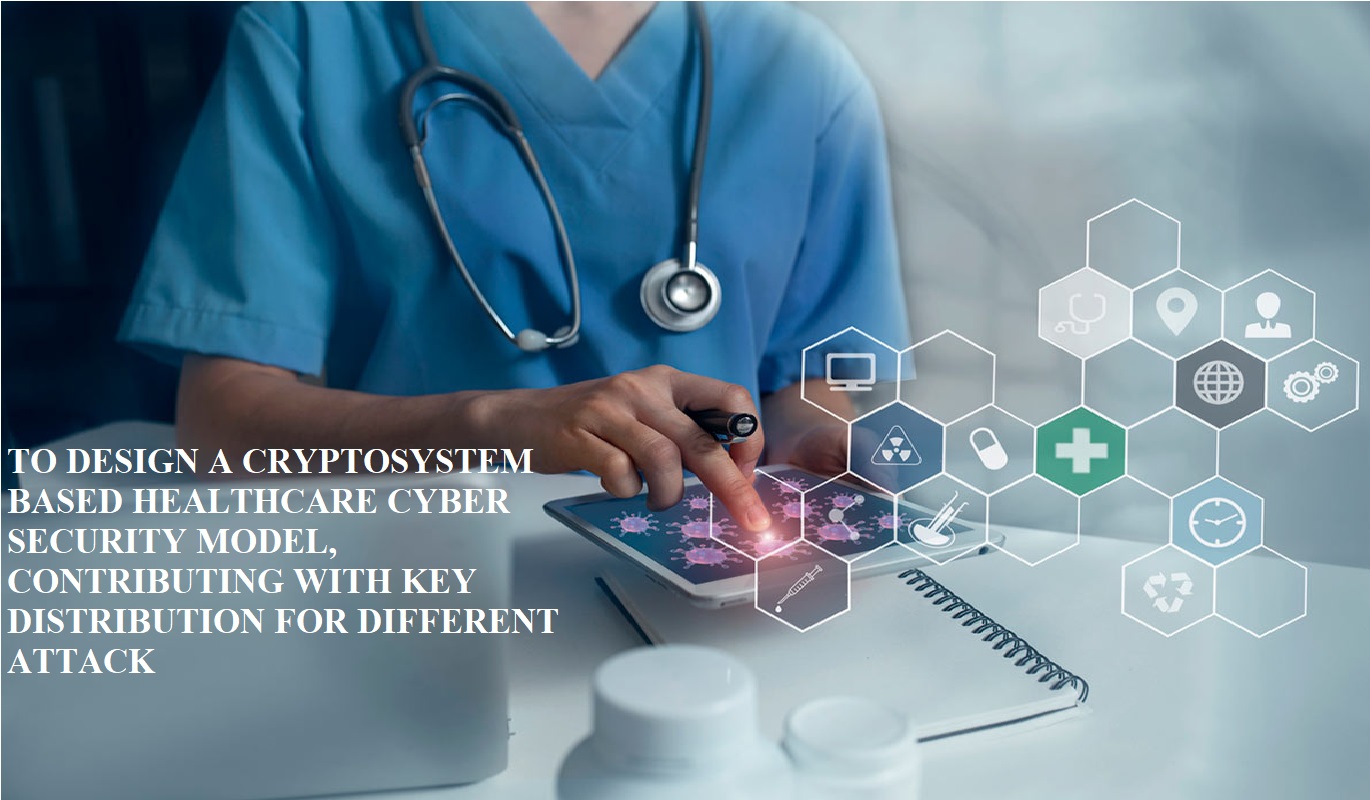 TO DESIGN A CRYPTOSYSTEM
BASED HEALTHCARE CYBER
SECURITY MODEL,
CONTRIBUTING WITH KEY
DISTRIBUTION FOR DIFFERENT
ATTACK